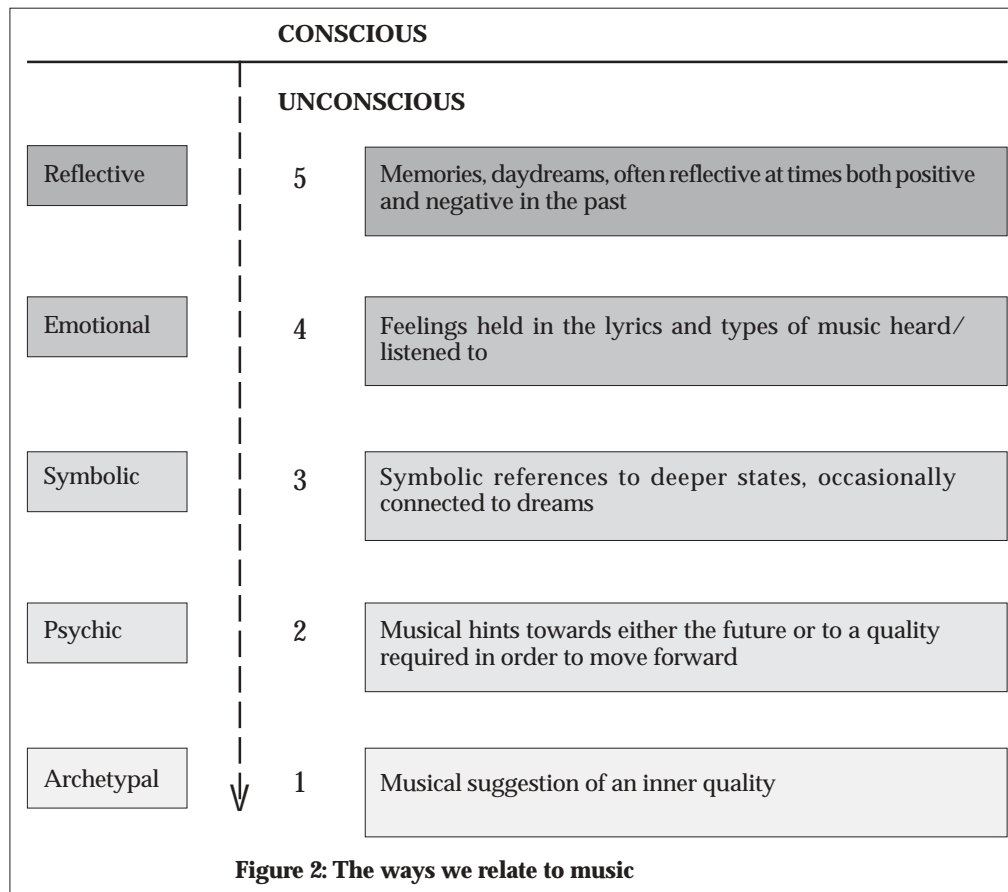 CONSCIOUS
UNCONSCIOUS
Reflective
5
Memories, daydreams, often reflective at times both positive
and negative in the past
Emotional
4
Feelings held in the lyrics and types of music heard/
listened to
Symbolic
3
Symbolic references to deeper states, occasionally
connected to dreams
Psychic
2
Musical hints towards either the future or to a quality
required in order to move forward
Archetypal
1
Musical suggestion of an inner quality
Figure 2: The ways we relate to music